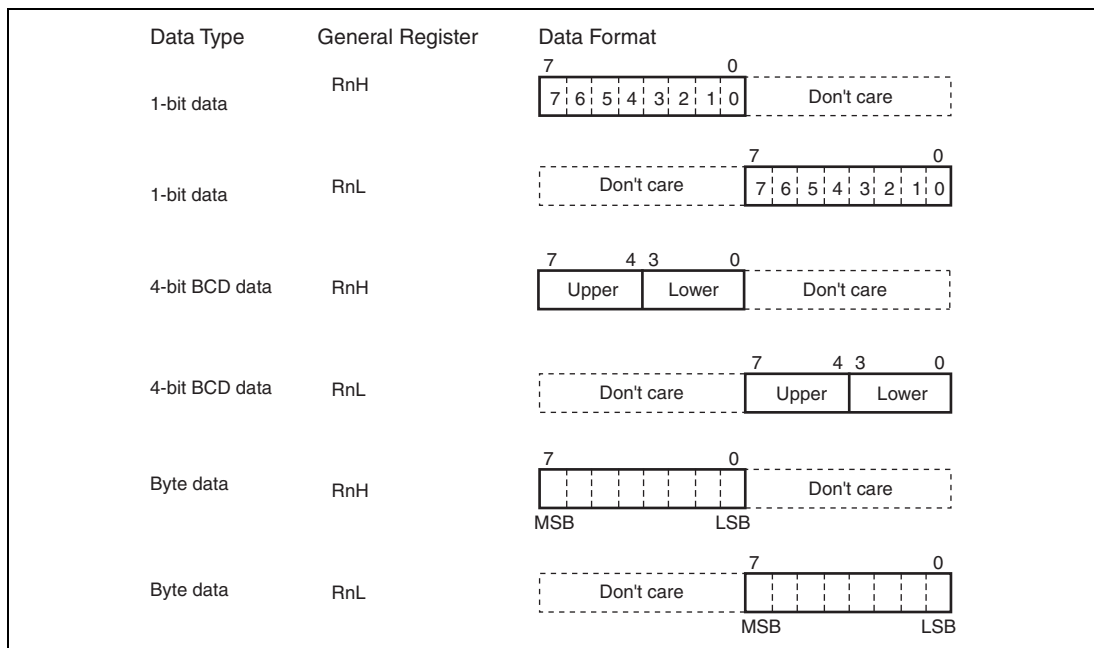 Data Type General Register Data Format
7 0
1-bit data RnH 7 6 5 4 3 2 1 0 Don't care
7 0
1-bit data RnL Don't care 7 6 5 4 3 2 1 0
7 4 3 0
4-bit BCD data RnH Upper Lower Don't care
7 4 3 0
4-bit BCD data RnL Don't care Upper Lower
7 0
Byte data RnH Don't care
MSB LSB
7 0
Byte data RnL Don't care
MSB LSB